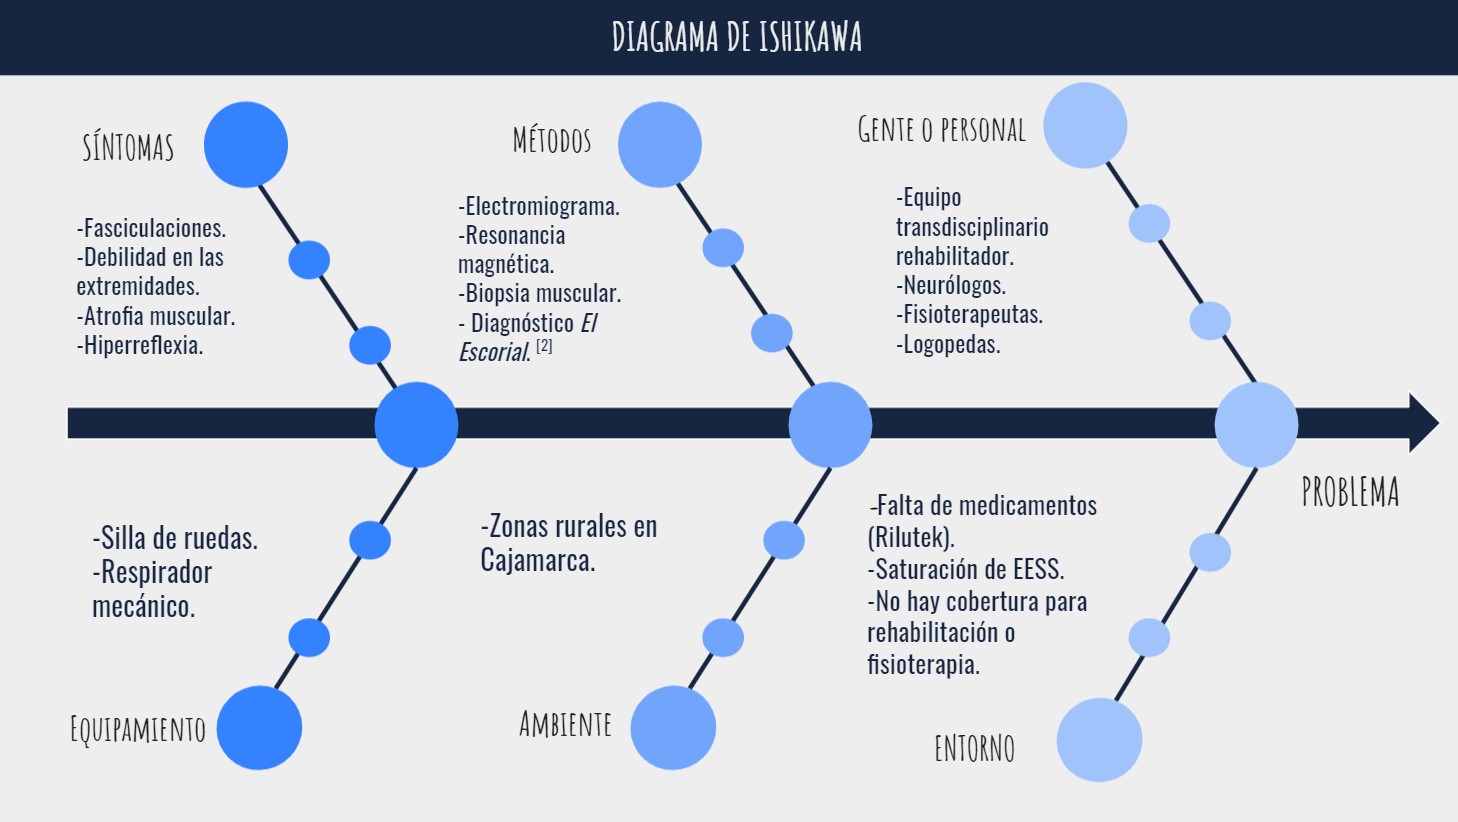 DIAGRAMA DE ISHIKAWA
SÍNTOMAS
-Fasciculaciones.
-Debilidad en las
extremidades.
-Atrofia muscular.
-Hiperreflexia.
MÉTODOS
-Electromiograma.
-Resonancia
magnética.
-Biopsia muscular.
- Diagnóstico El
Escorial. [2]
GENTE O PERSONAL
-Equipo
transdisciplinario
rehabilitador.
-Neurólogos.
-Fisioterapeutas.
-Logopedas.
PROBLEMA
-Silla de ruedas.
-Respirador
mecánico.
EQUIPAMIENTO
-Zonas rurales en
Cajamarca.
AMBIENTE
-Falta de medicamentos
(Rilutek).
-Saturación de EESS.
-No hay cobertura para
rehabilitación o
fisioterapia.
ENTORNO